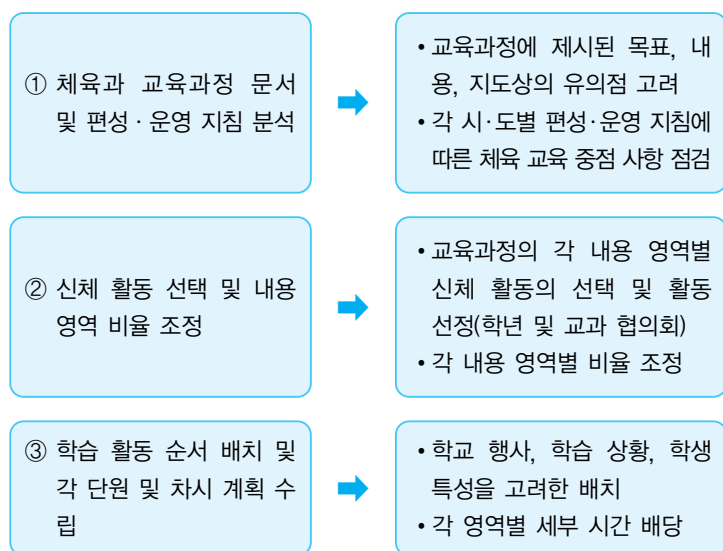 ① 체육과 교육과정 문서
및 편성·운영 지침 분석
• 교육과정에 제시된 목표, 내
용, 지도상의 유의점 고려
• 각 시·도별 편성·운영 지침에
따른 체육 교육 중점 사항 점검
② 신체 활동 선택 및 내용
영역 비율 조정
• 교육과정의 각 내용 영역별
신체 활동의 선택 및 활동
선정(학년 및 교과 협의회)
• 각 내용 영역별 비율 조정
③ 학습 활동 순서 배치 및
각 단원 및 차시 계획 수
립
• 학교 행사, 학습 상황, 학생
특성을 고려한 배치
• 각 영역별 세부 시간 배당